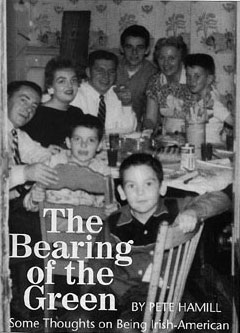 The
Bearing
of the
Green
BY PETE HAMILL
Some Thoughts on Being Irish-American